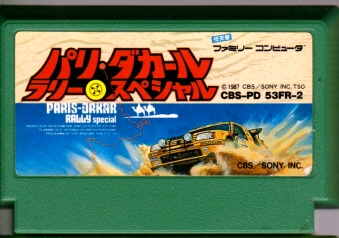 任天堂
ファミリー コンピュータ
パリ・ダカール
ラリー スペシャル
© 1987 CBS/SONY INC, TSO
CBS-PD 53FR-2
PARIS-DAKAR
RALLY special
CBS/SONY INC.